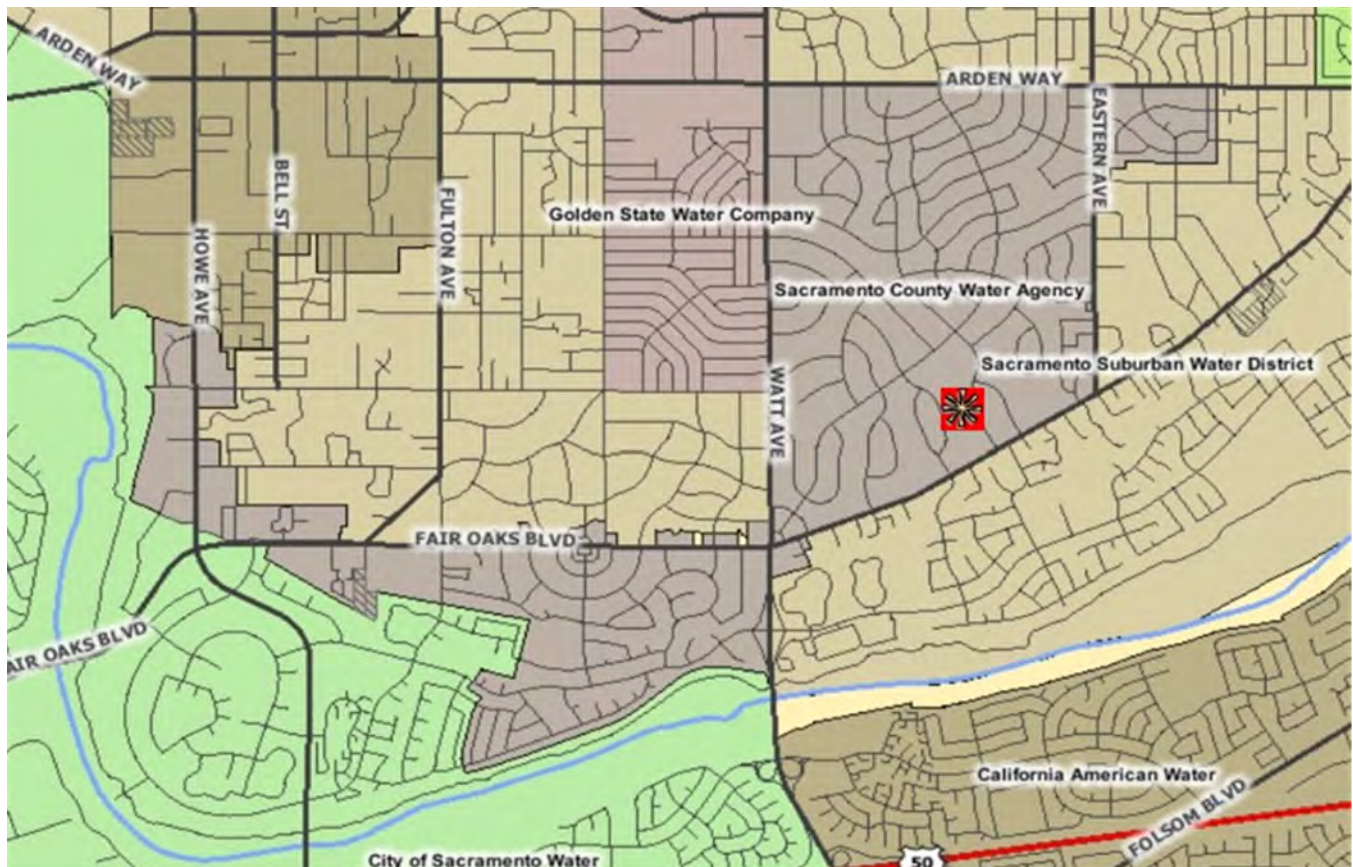 ARDEN WAY
ARDEN WAY
EASTERN AVE
BELL ST
FULTON AVE
Golden State Water Company
HOWE AVE
Sacramento County Water Agency
Sacramento Suburban Water District
WATT AVE
FAIR OAKS BLVD
AIR OAKS BLVD
California American Water
FOLSOM BLVD
City of Sacramento Water
50